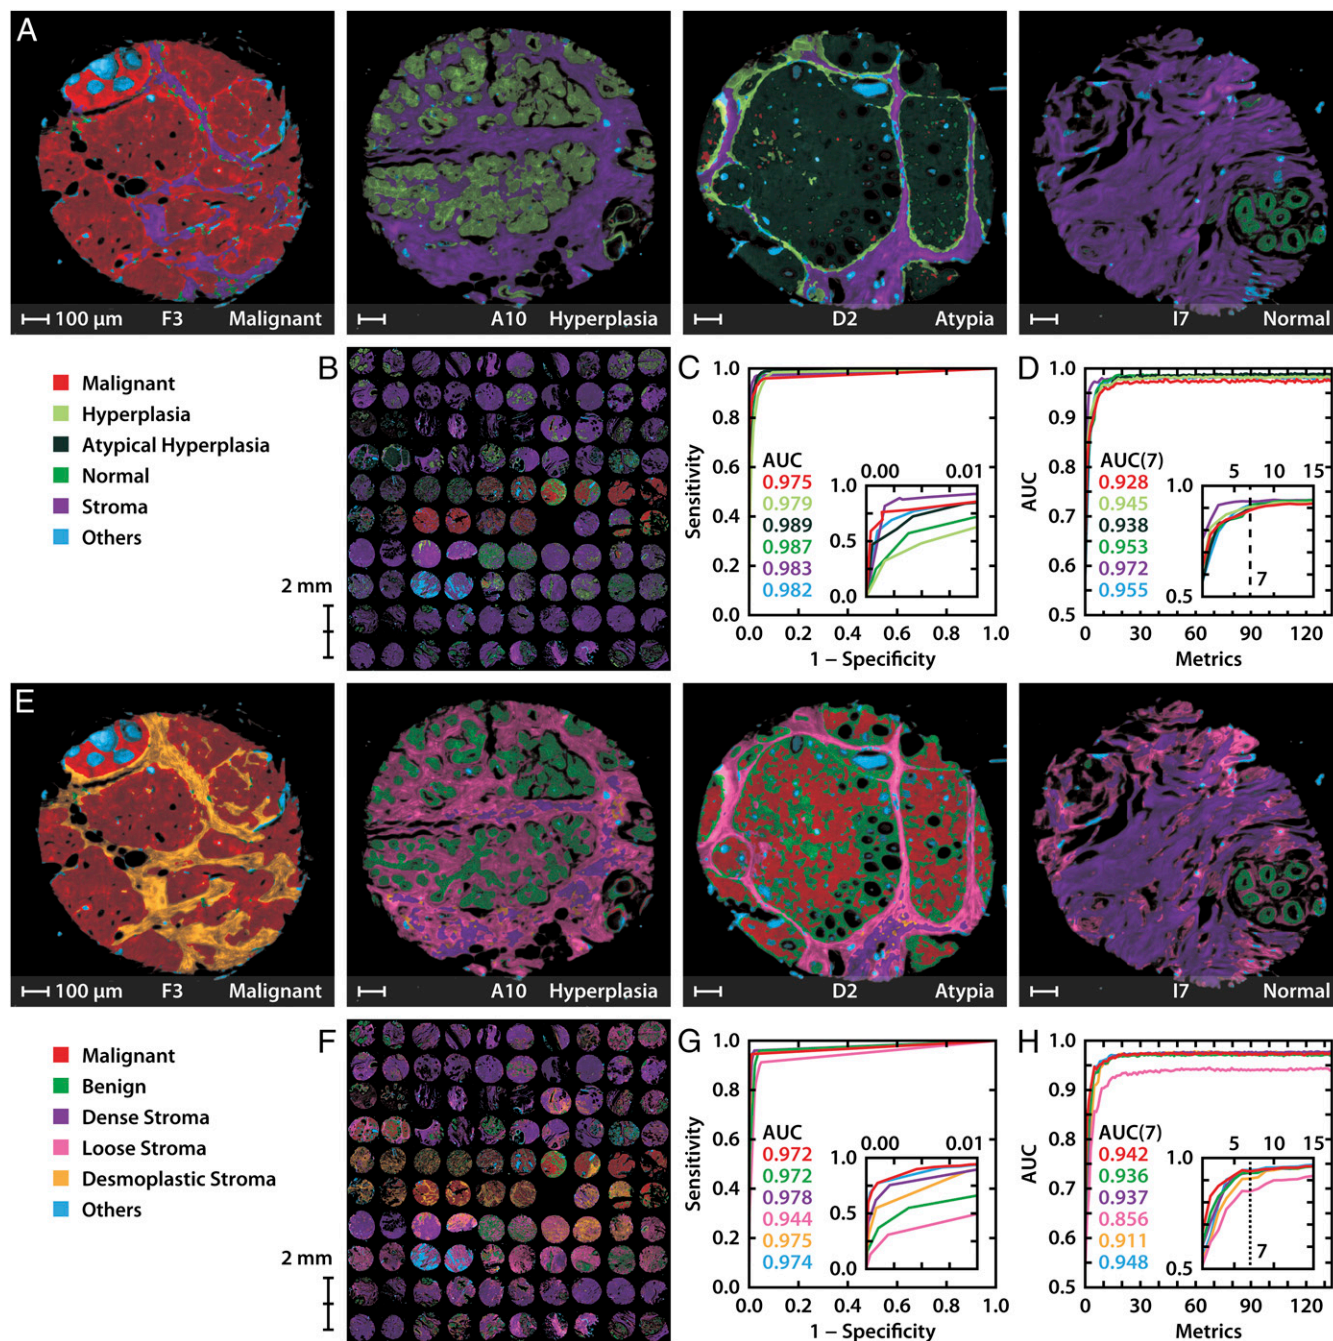 A
100 µm F3 Malignant
A10 Hyperplasia
D2 Atypia
I7 Normal
Malignant
Hyperplasia
Atypical Hyperplasia
Normal
Stroma
Others
2 mm
B
C
1.0
0.8
0.6
0.4
0.2
0.0
Sensitivity
AUC
0.975
0.979
0.989
0.987
0.983
0.982
0.00 0.01
1.0
0.5
0.0
0.0 0.2 0.4 0.6 0.8 1.0
1 – Specificity
D
1.0
0.9
0.8
0.7
0.6
0.5
AUC
AUC(7)
0.928
0.945
0.938
0.953
0.972
0.955
5 10 15
0.9
0.5
7
0 30 60 90 120
Metrics
E
100 µm F3 Malignant
A10 Hyperplasia
D2 Atypia
I7 Normal
Malignant
Benign
Dense Stroma
Loose Stroma
Desmoplastic Stroma
Others
2 mm
F
G
1.0
0.8
0.6
0.4
0.2
0.0
Sensitivity
AUC
0.972
0.972
0.978
0.944
0.975
0.974
0.00 0.01
1.0
0.5
0.0
0.0 0.2 0.4 0.6 0.8 1.0
1 – Specificity
H
1.0
0.9
0.8
0.7
0.6
0.5
AUC
AUC(7)
0.942
0.936
0.937
0.856
0.911
0.948
5 10 15
1.0
0.5
7
0 30 60 90 120
Metrics